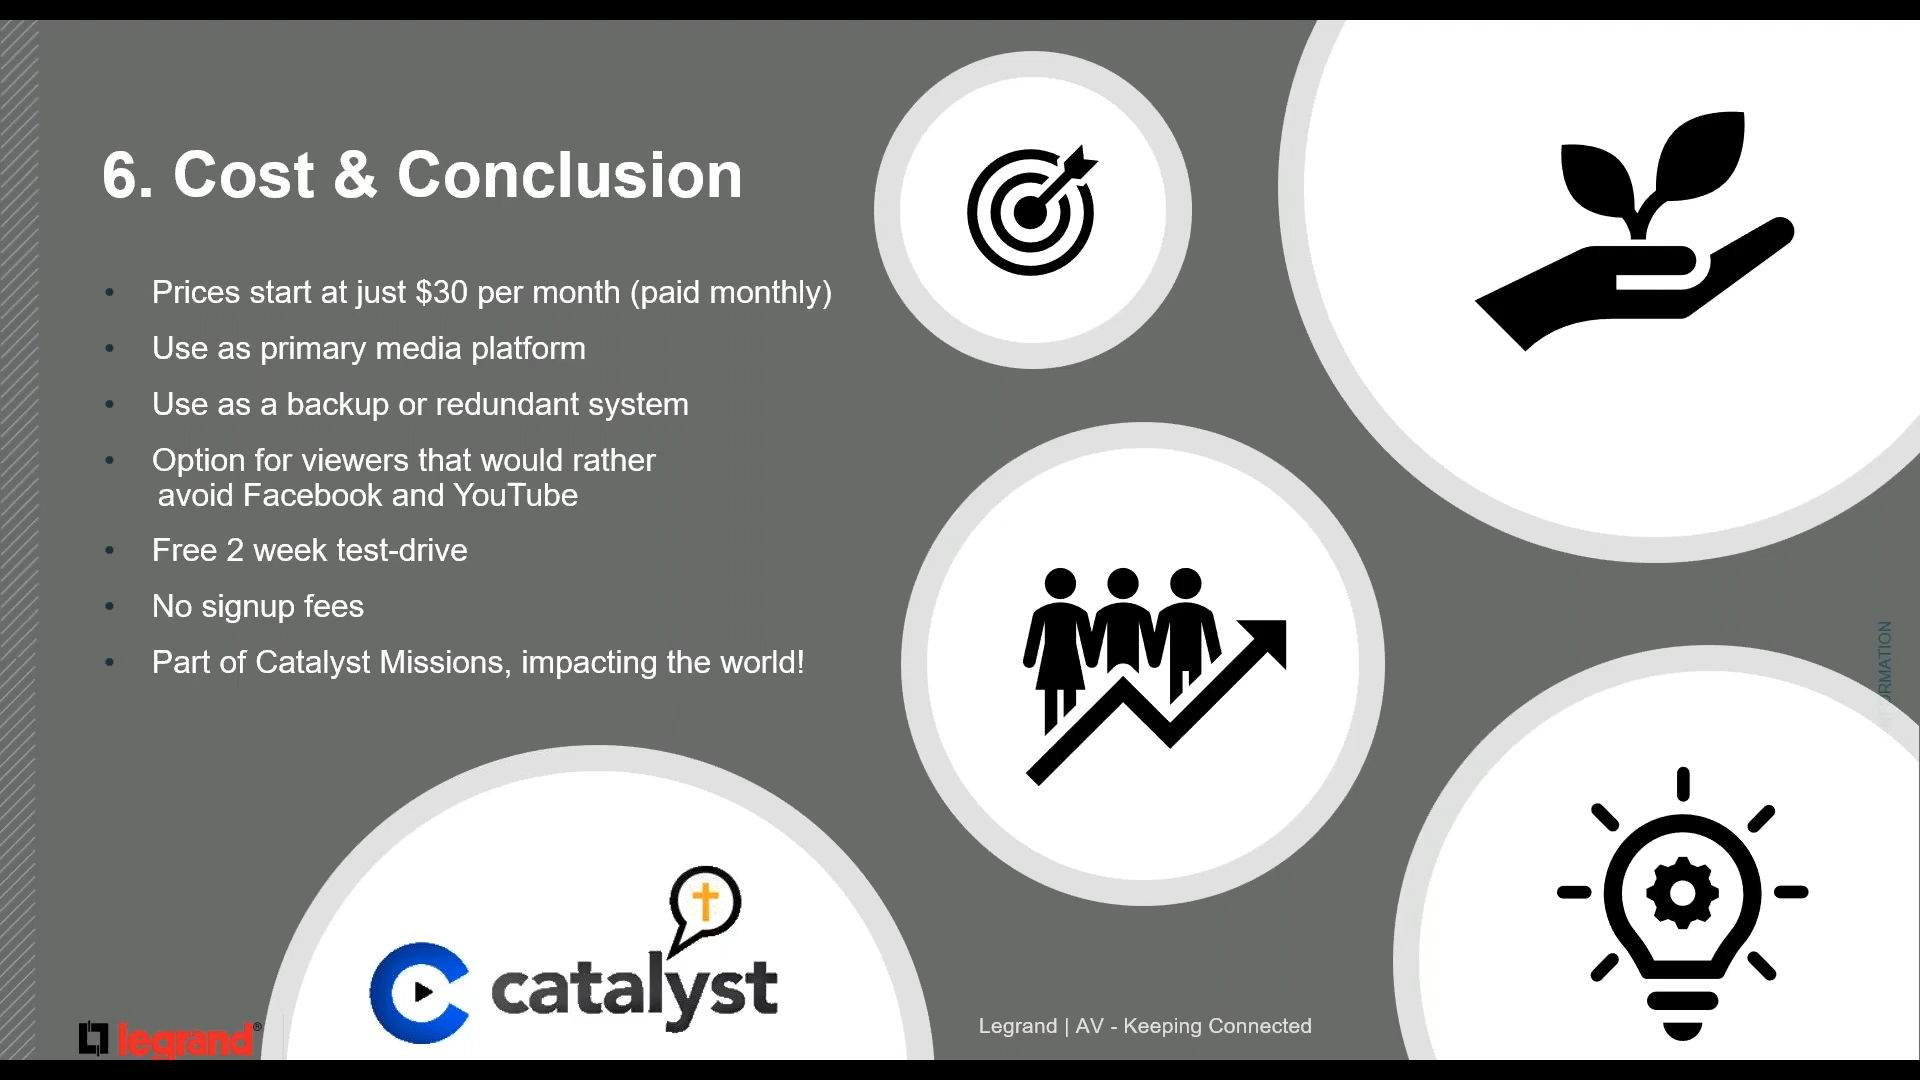 6. Cost & Conclusion
• Prices start at just $30 per month (paid monthly)
• Use as primary media platform
• Use as a backup or redundant system
• Option for viewers that would rather
avoid Facebook and YouTube
• Free 2 week test-drive
• No signup fees
• Part of Catalyst Missions, impacting the world!
catalyst
legrand®
Legrand | AV - Keeping Connected